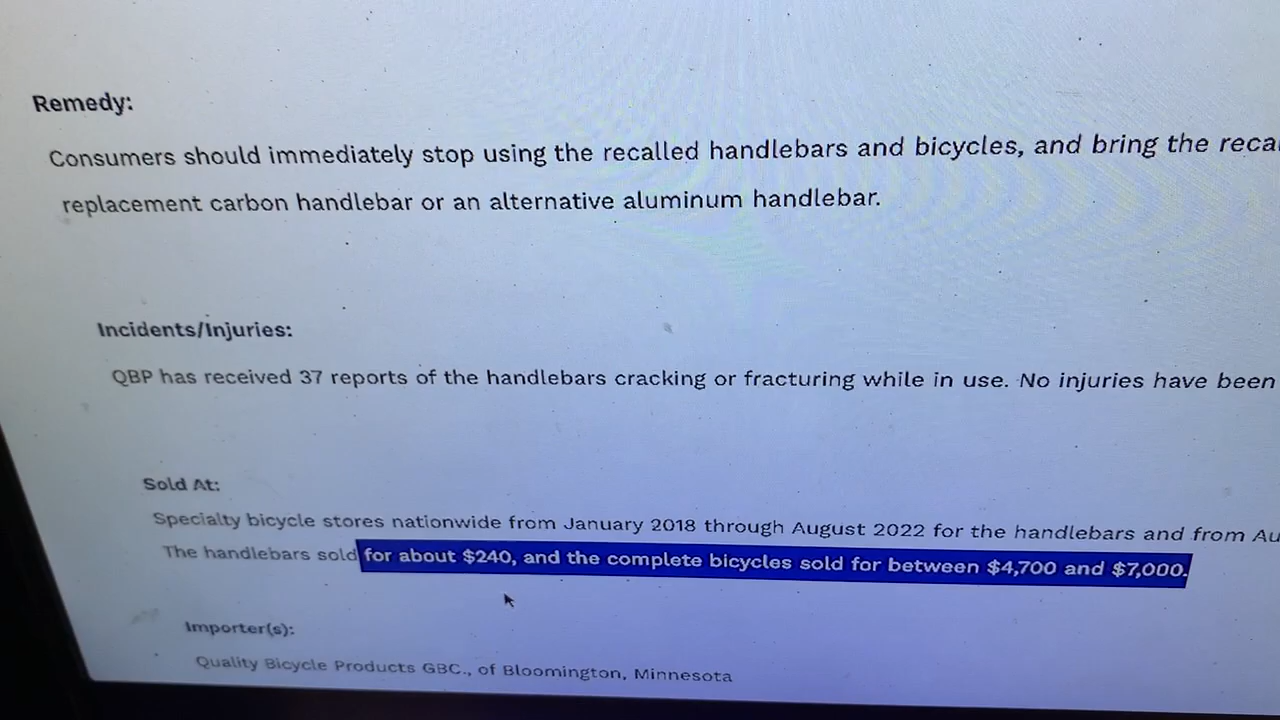 Remedy:
Consumers should immediately stop using the recalled handlebars and bicycles, and bring the
replacement carbon handlebar or an alternative aluminum handlebar.
Incidents/Injuries:
QBP has received 37 reports of the handlebars cracking or fracturing while in use. No injuries have been
Sold At:
Specialty bicycle stores nationwide from January 2018 through August 2022 for the handlebars and from
The handlebars sold for about $240, and the complete bicycles sold for between $4,700 and $7,000.
Importer(s):
Quality Bicycle Products GBC., of Bloomington, Minnesota